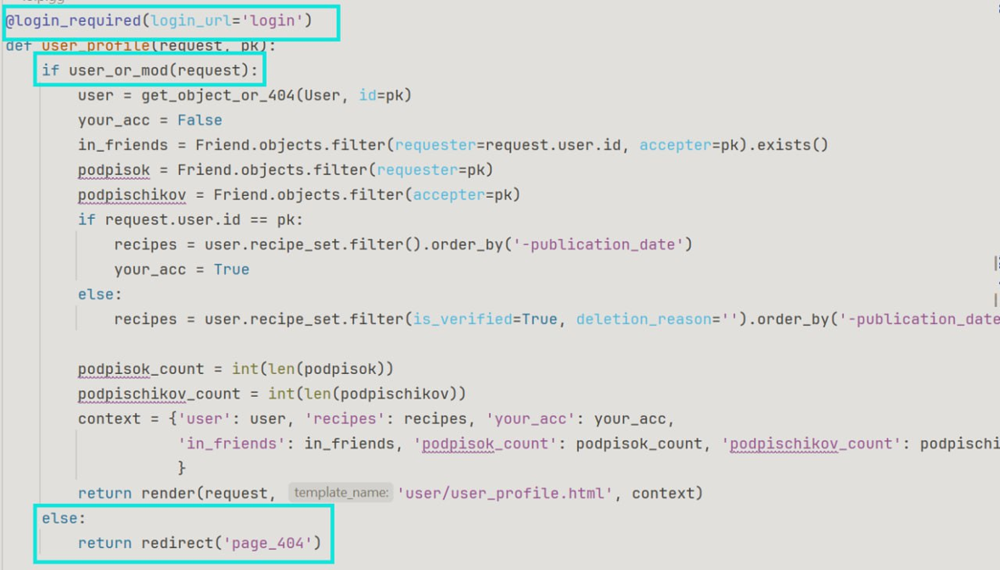 @login_required(login_url='login')
def user_profile(request, pk):
if user_or_mod(request):
user = get_object_or_404(User, id=pk)
your_acc = False
in_friends = Friend.objects.filter(requester=request.user.id, accepter=pk).exists()
podpisok = Friend.objects.filter(requester=pk)
podpischikov = Friend.objects.filter(accepter=pk)
if request.user.id == pk:
recipes = user.recipe_set.filter().order_by('-publication_date')
your_acc = True
else:
recipes = user.recipe_set.filter(is_verified=True, deletion_reason='').order_by('-publication_date
podpisok_count = int(len(podpisok))
podpischikov_count = int(len(podpischikov))
context = {'user': user, 'recipes': recipes, 'your_acc': your_acc,
'in_friends': in_friends, 'podpisok_count': podpisok_count, 'podpischikov_count': podpischi
}
return render(request, template_name: 'user/user_profile.html', context)
else:
return redirect('page_404')